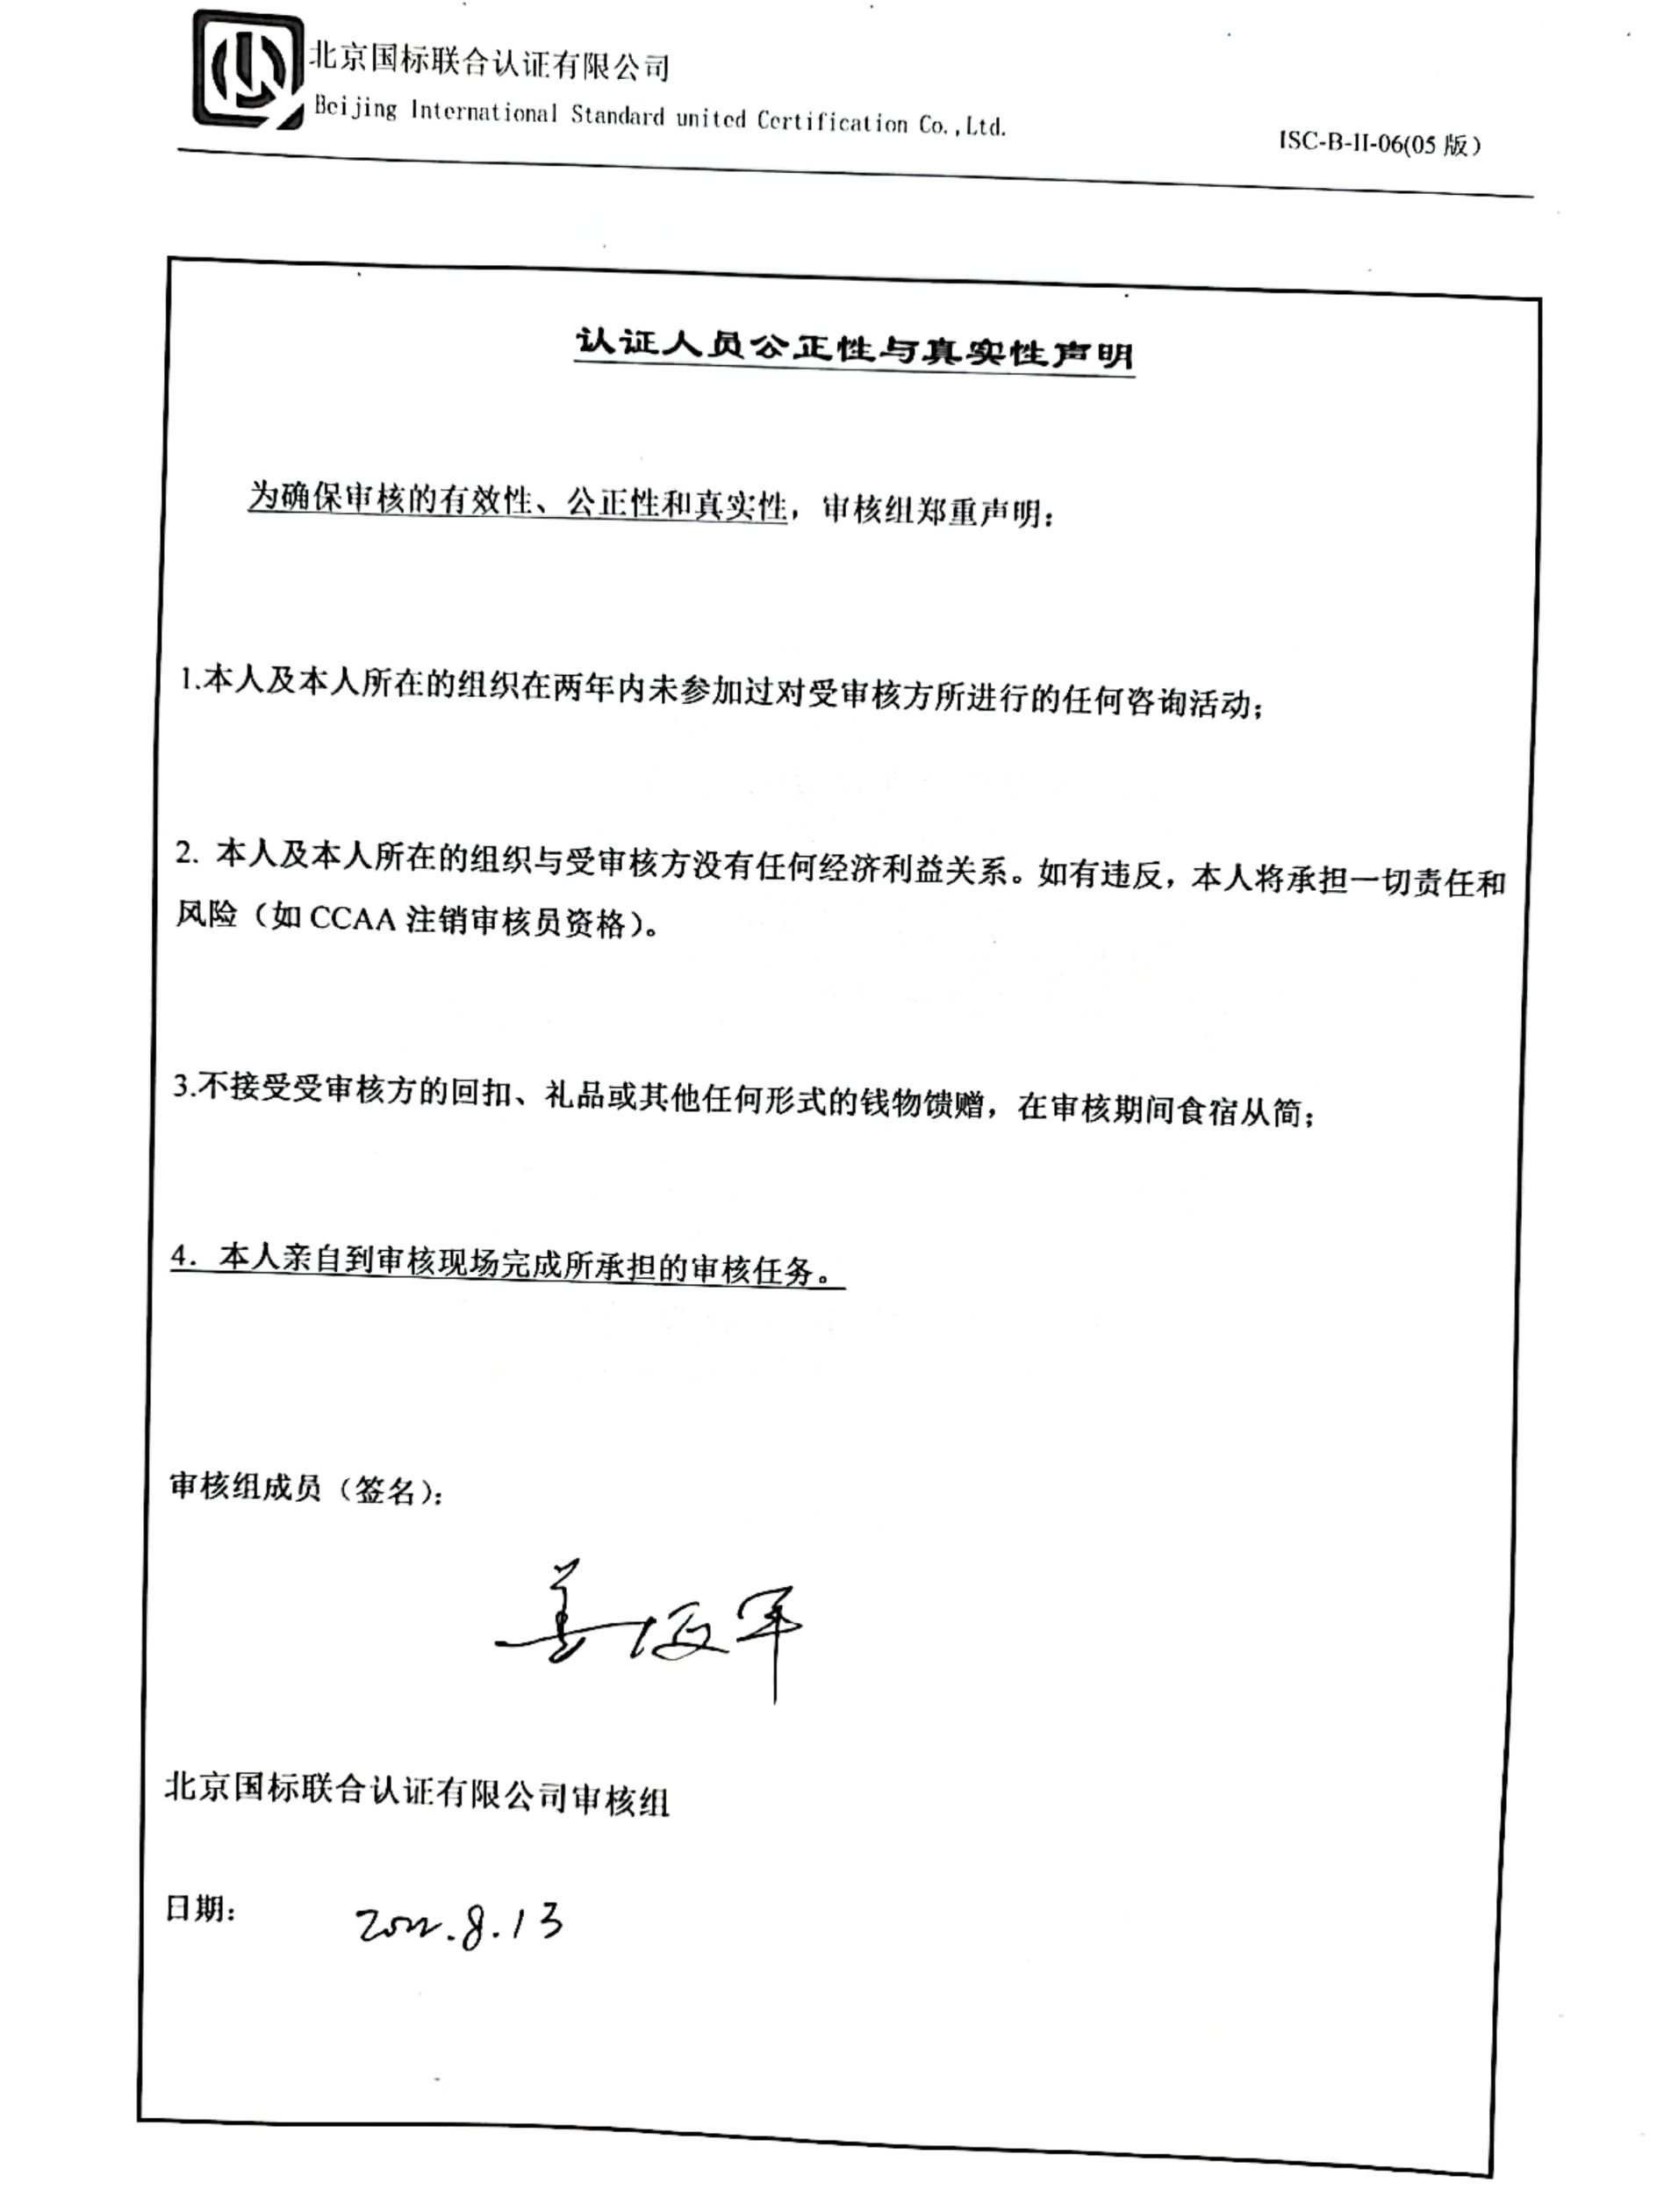 北京国标联合认证有限公司
Beijing International Standard united Certification Co.,Ltd.
ISC-B-II-06(05 版)
认证人员公正性与真实性声明
为确保审核的有效性、公正性和真实性，审核组郑重声明：
1.本人及本人所在的组织在两年内未参加过对受审核方所进行的任何咨询活动；
2. 本人及本人所在的组织与受审核方没有任何经济利益关系。如有违反，本人将承担一切责任和
风险（如 CCAA 注销审核员资格）。
3.不接受受审核方的回扣、礼品或其他任何形式的钱物馈赠，在审核期间食宿从简；
4. 本人亲自到审核现场完成所承担的审核任务。
审核组成员（签名）：
北京国标联合认证有限公司审核组
日期： 2022.8.13